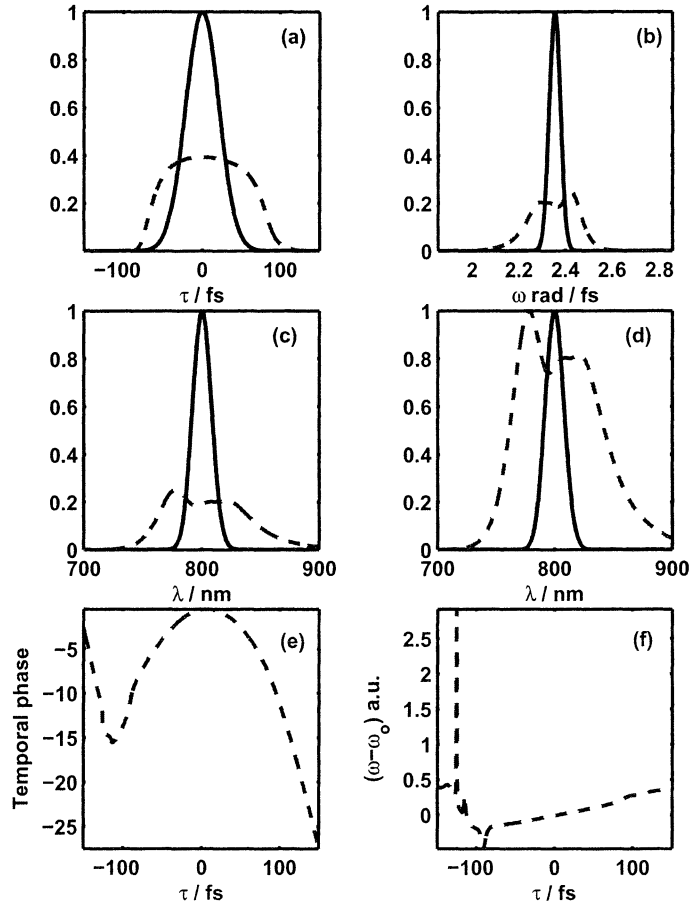 1 (a) 1 (b)
0.8 0.8
0.6 0.6
0.4 0.4
0.2 0.2
−100 0 100 2 2.2 2.4 2.6 2.8
τ / fs ω rad / fs
1 (c) 1 (d)
0.8 0.8
0.6 0.6
0.4 0.4
0.2 0.2
0 0
700 800 900 700 800 900
λ / nm λ / nm
Temporal phase −5 −10 −15 −20 −25 (e)
(ω−ωo) a.u. 2.5 2 1.5 1 0.5 0 (f)
−100 0 100 −100 0 100
τ / fs τ / fs